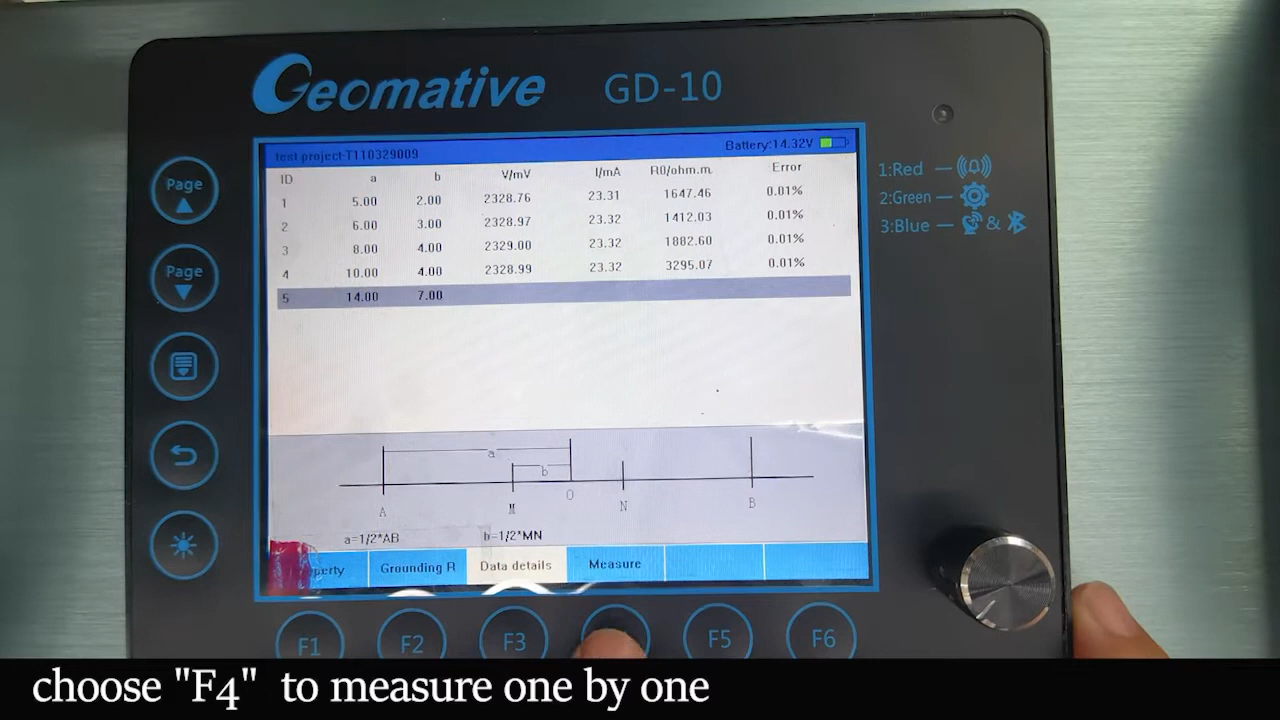 Geomative GD-10
test project-T110329009 Battery:14.32V
ID a b V/mV I/mA R0/ohm.m. Error
1 5.00 2.00 2328.76 23.31 1647.46 0.01%
2 6.00 3.00 2328.97 23.32 1412.03 0.01%
3 8.00 4.00 2329.00 23.32 1882.60 0.01%
4 10.00 4.00 2328.99 23.32 3295.07 0.01%
5 14.00 7.00
Page
Page
1:Red
2:Green
3:Blue &
a
b
A M O N B
a=1/2*AB b=1/2*MN
perty Grounding R Data details Measure
F1 F2 F3 F5 F6
choose "F4" to measure one by one